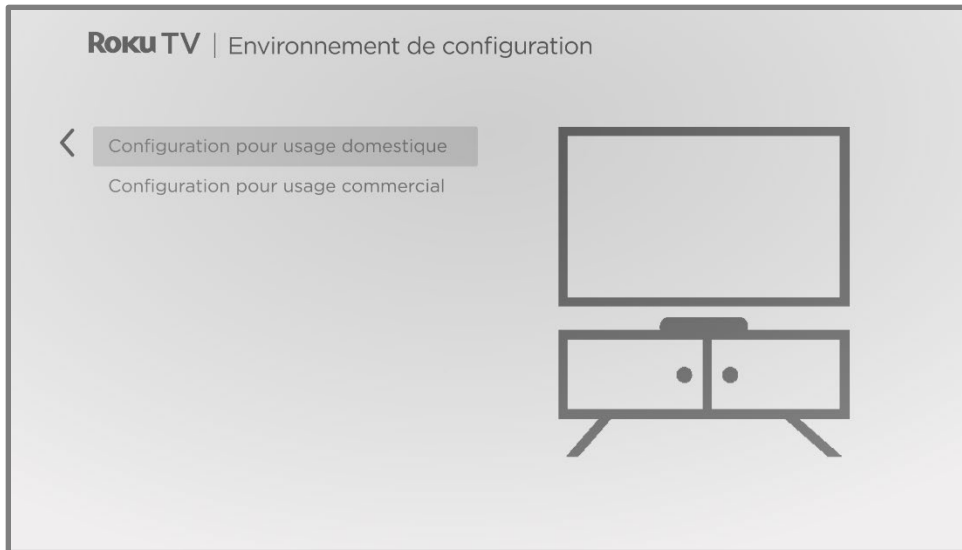 Roku TV | Environnement de configuration
Configuration pour usage domestique
Configuration pour usage commercial